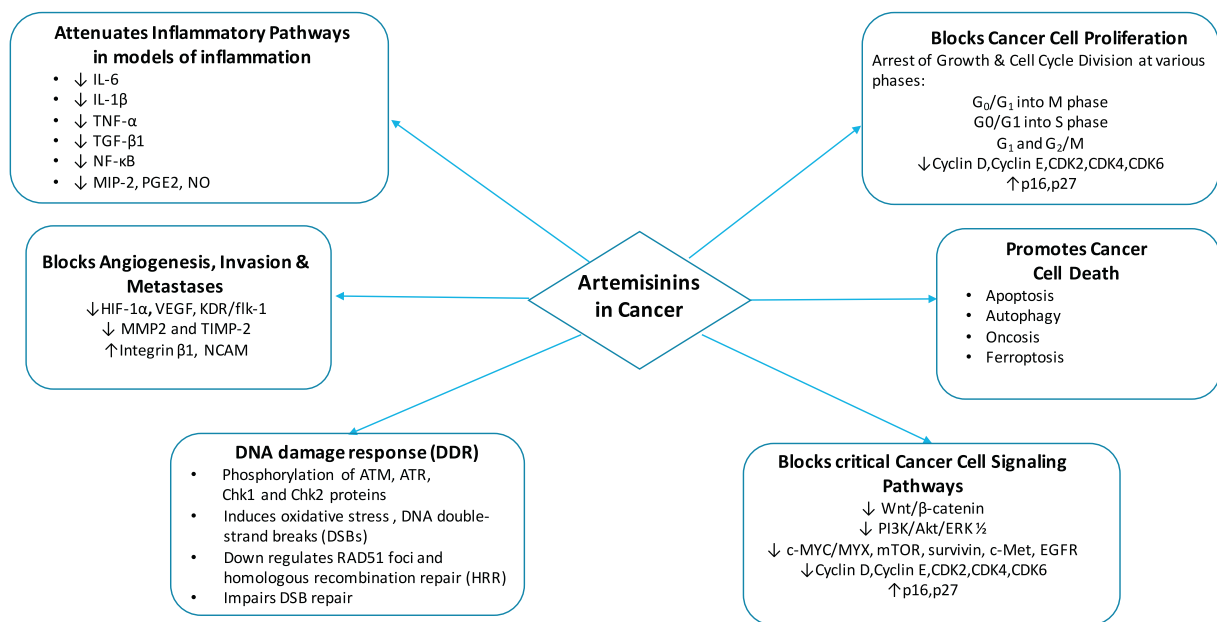 Attenuates Inflammatory Pathways
in models of inflammation
• ↓ IL-6
• ↓ IL-1β
• ↓ TNF-α
• ↓ TGF-β1
• ↓ NF-κB
• ↓ MIP-2, PGE2, NO
Blocks Cancer Cell Proliferation
Arrest of Growth & Cell Cycle Division at various
phases:
G₀/G₁ into M phase
G0/G1 into S phase
G₁ and G₂/M
↓Cyclin D,Cyclin E,CDK2,CDK4,CDK6
↑p16,p27
Blocks Angiogenesis, Invasion &
Metastases
↓HIF-1α, VEGF, KDR/flk-1
↓ MMP2 and TIMP-2
↑Integrin β1, NCAM
Artemisinins
in Cancer
Promotes Cancer
Cell Death
• Apoptosis
• Autophagy
• Oncosis
• Ferroptosis
DNA damage response (DDR)
• Phosphorylation of ATM, ATR,
Chk1 and Chk2 proteins
• Induces oxidative stress , DNA double-
strand breaks (DSBs)
• Down regulates RAD51 foci and
homologous recombination repair (HRR)
• Impairs DSB repair
Blocks critical Cancer Cell Signaling
Pathways
↓ Wnt/β-catenin
↓ PI3K/Akt/ERK ½
↓ c-MYC/MYX, mTOR, survivin, c-Met, EGFR
↓Cyclin D,Cyclin E,CDK2,CDK4,CDK6
↑p16,p27